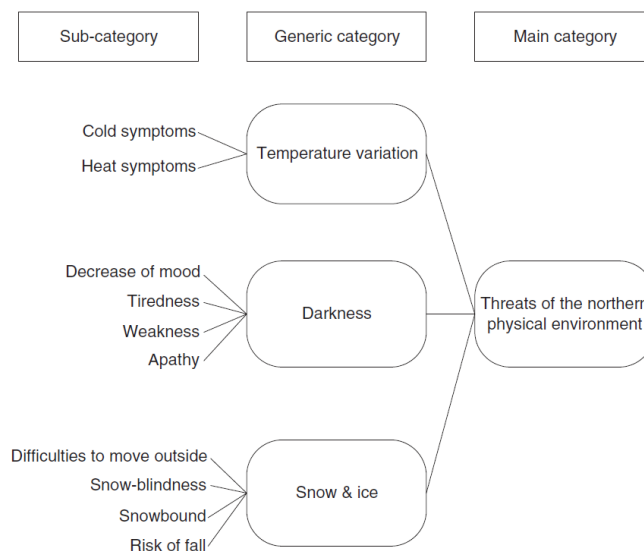 Sub-category
Generic category
Main category
Cold symptoms
Heat symptoms
Temperature variation
Decrease of mood
Tiredness
Weakness
Apathy
Darkness
Threats of the northern
physical environment
Difficulties to move outside
Snow-blindness
Snowbound
Risk of fall
Snow & ice